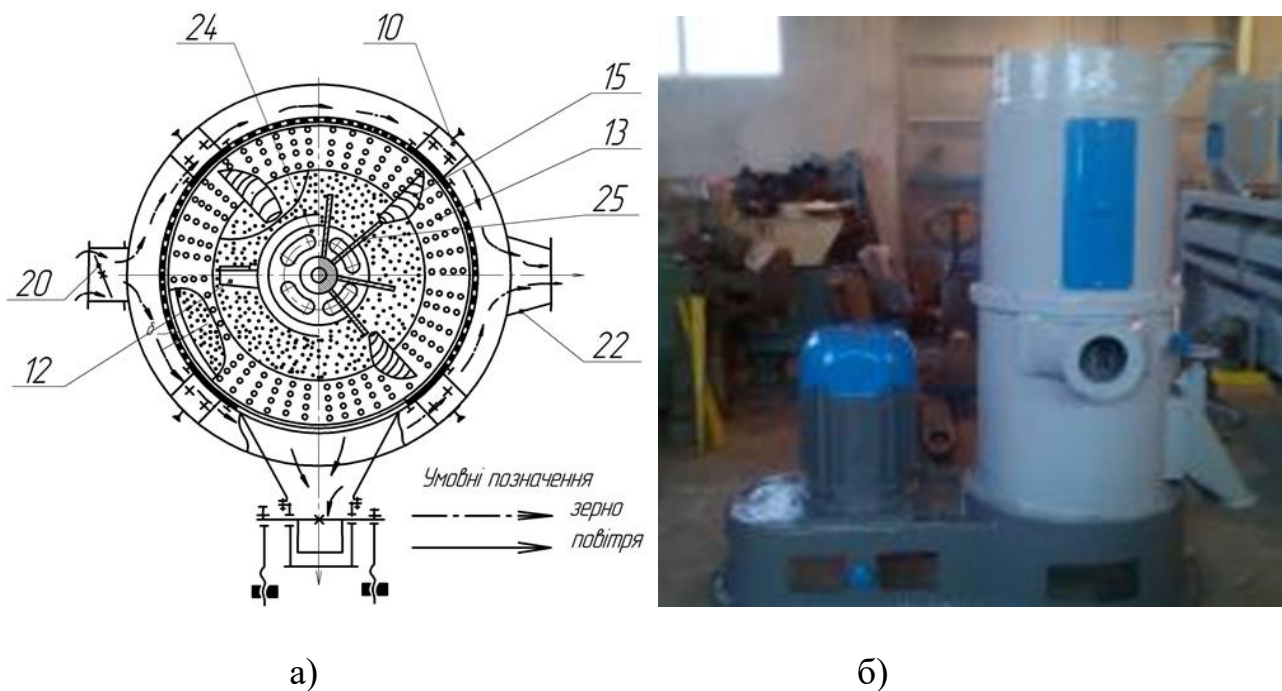 24
10
15
13
25
20
12
22
δ
Умовні позначення
зерно
повітря
а)
б)